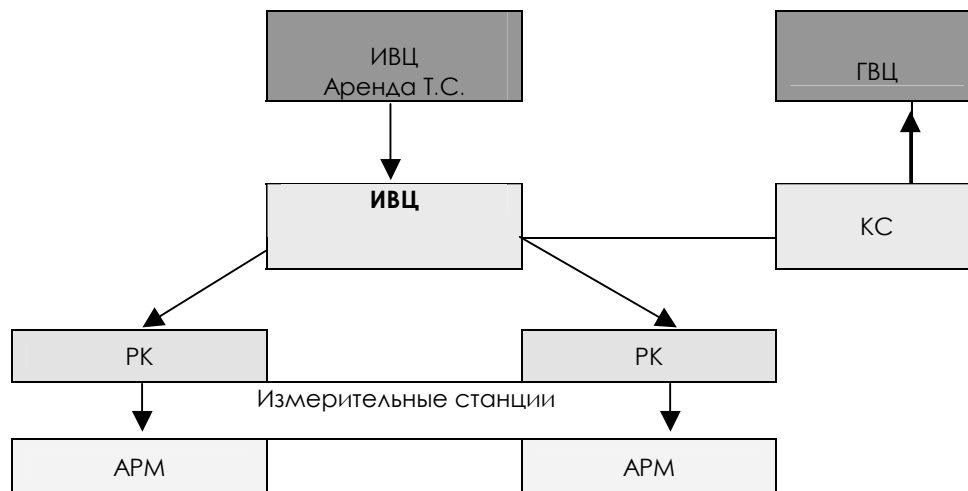 ИВЦ
Аренда Т.С.
ГВЦ
ИВЦ
КС
РК
РК
Измерительные станции
АРМ
АРМ